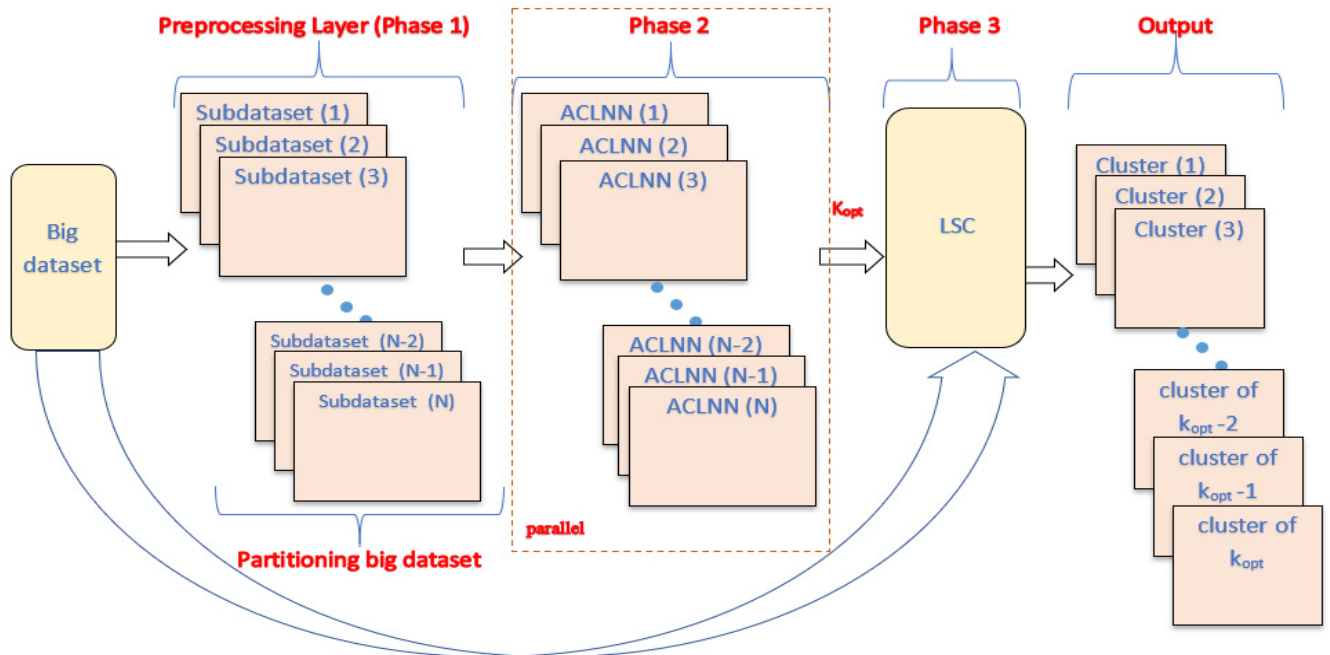 Preprocessing Layer (Phase 1)
Phase 2
Phase 3
Output
Big
dataset
Subdataset (1)
Subdataset (2)
Subdataset (3)
Subdataset (N-2)
Subdataset (N-1)
Subdataset (N)
Partitioning big dataset
ACLNN (1)
ACLNN (2)
ACLNN (3)
ACLNN (N-2)
ACLNN (N-1)
ACLNN (N)
parallel
Kopt
LSC
Cluster (1)
Cluster (2)
Cluster (3)
cluster of
kopt -2
cluster of
kopt -1
cluster of
kopt